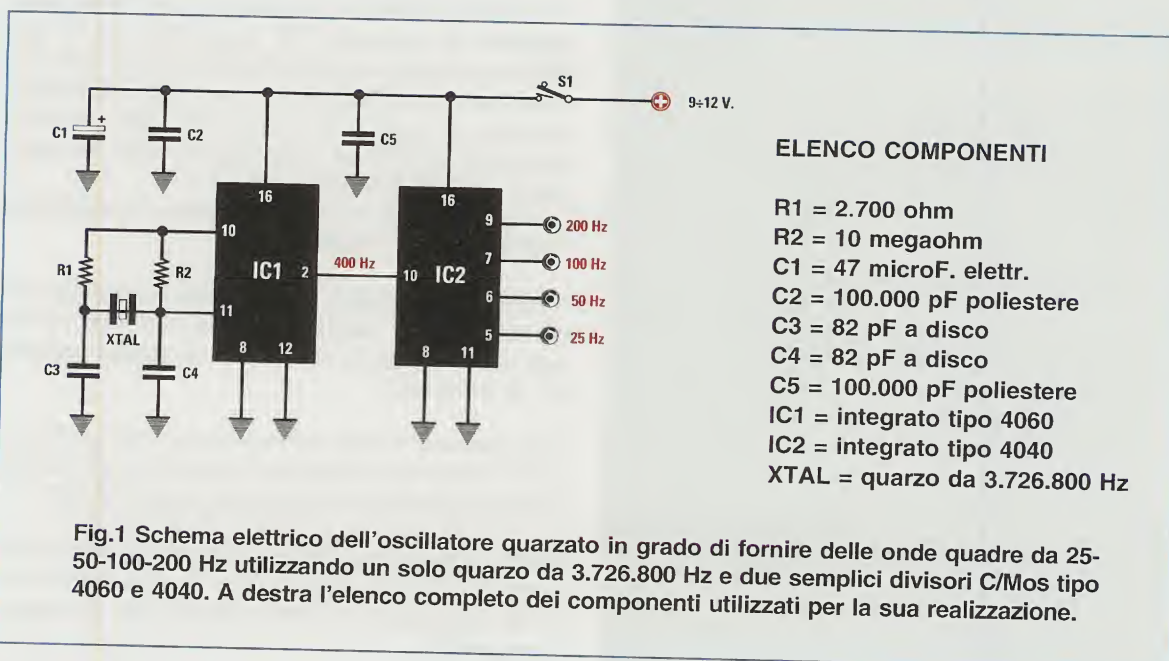 S1
9÷12 V.
C1
+
C2
C5
16
16
10
IC1
2
11
8
12
400 Hz
10
IC2
9
7
6
5
8
11
200 Hz
100 Hz
50 Hz
25 Hz
R1
R2
XTAL
C3
C4
ELENCO COMPONENTI
R1 = 2.700 ohm
R2 = 10 megaohm
C1 = 47 microF. elettr.
C2 = 100.000 pF poliestere
C3 = 82 pF a disco
C4 = 82 pF a disco
C5 = 100.000 pF poliestere
IC1 = integrato tipo 4060
IC2 = integrato tipo 4040
XTAL = quarzo da 3.726.800 Hz
Fig.1 Schema elettrico dell'oscillatore quarzato in grado di fornire delle onde quadre da 25-
50-100-200 Hz utilizzando un solo quarzo da 3.726.800 Hz e due semplici divisori C/Mos tipo
4060 e 4040. A destra l'elenco completo dei componenti utilizzati per la sua realizzazione.